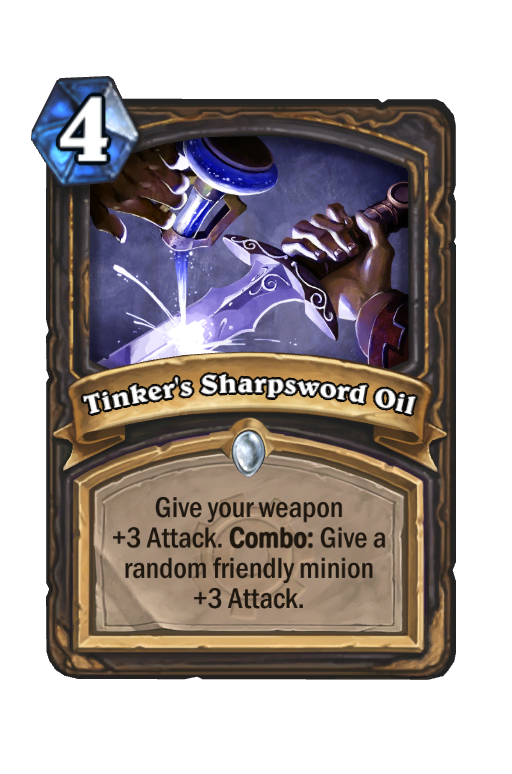 4
Tinker's Sharpsword Oil
Give your weapon
+3 Attack. Combo: Give a
random friendly minion
+3 Attack.